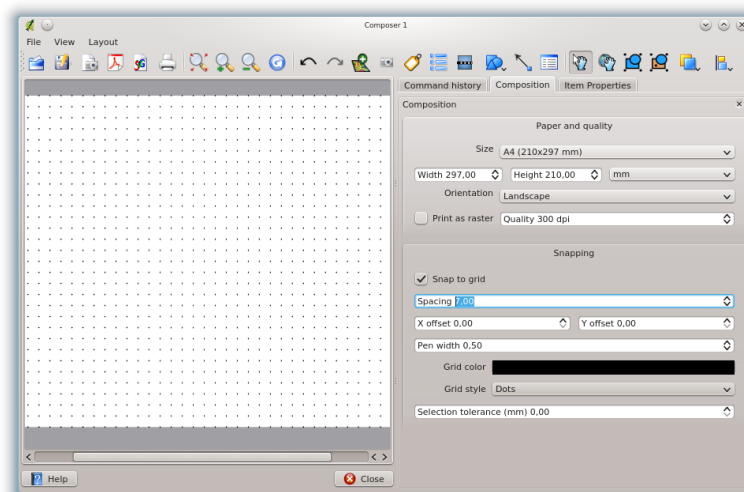 Composer 1
File View Layout
Command history Composition Item Properties
Composition
Paper and quality
Size A4 (210x297 mm)
Width 297,00 Height 210,00 mm
Orientation Landscape
Print as raster Quality 300 dpi
Snapping
Snap to grid
Spacing 7,00
X offset 0,00 Y offset 0,00
Pen width 0,50
Grid color
Grid style Dots
Selection tolerance (mm) 0,00
Help Close